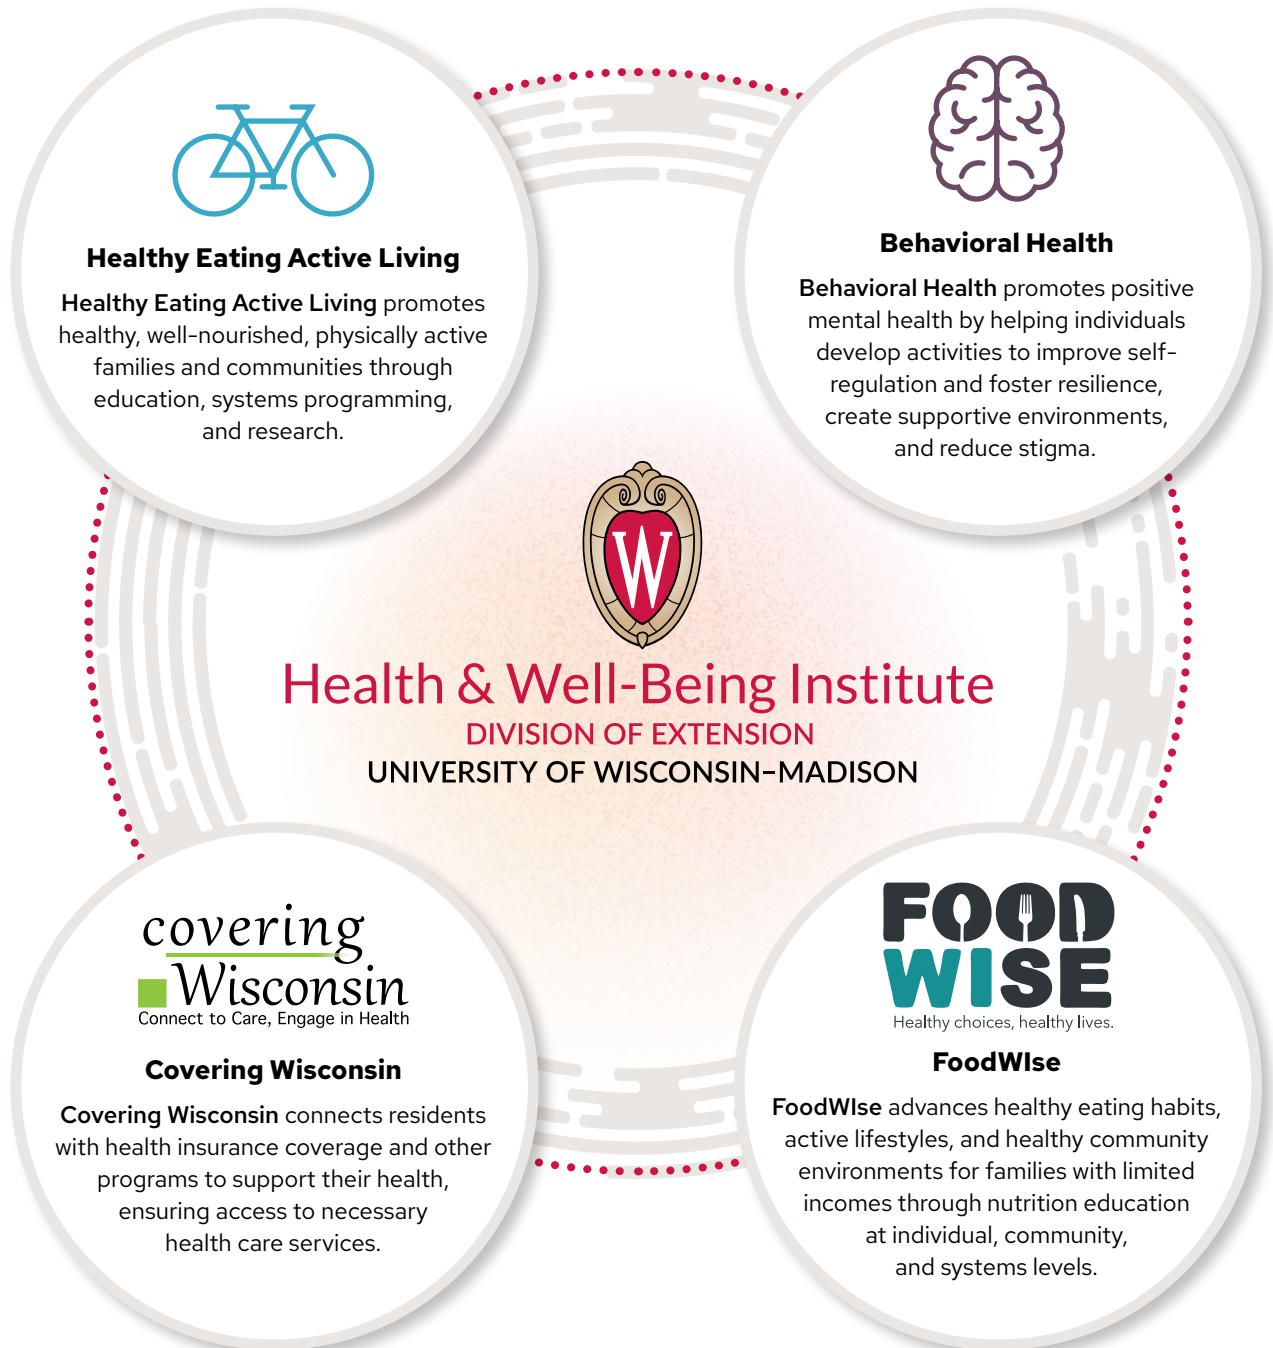 Healthy Eating Active Living
Healthy Eating Active Living promotes
healthy, well-nourished, physically active
families and communities through
education, systems programming,
and research.
Behavioral Health
Behavioral Health promotes positive
mental health by helping individuals
develop activities to improve self-
regulation and foster resilience,
create supportive environments,
and reduce stigma.
W
Health & Well-Being Institute
DIVISION OF EXTENSION
UNIVERSITY OF WISCONSIN–MADISON
covering
Wisconsin
Connect to Care, Engage in Health
Covering Wisconsin
Covering Wisconsin connects residents
with health insurance coverage and other
programs to support their health,
ensuring access to necessary
health care services.
FOOD
WISE
Healthy choices, healthy lives.
FoodWIse
FoodWIse advances healthy eating habits,
active lifestyles, and healthy community
environments for families with limited
incomes through nutrition education
at individual, community,
and systems levels.